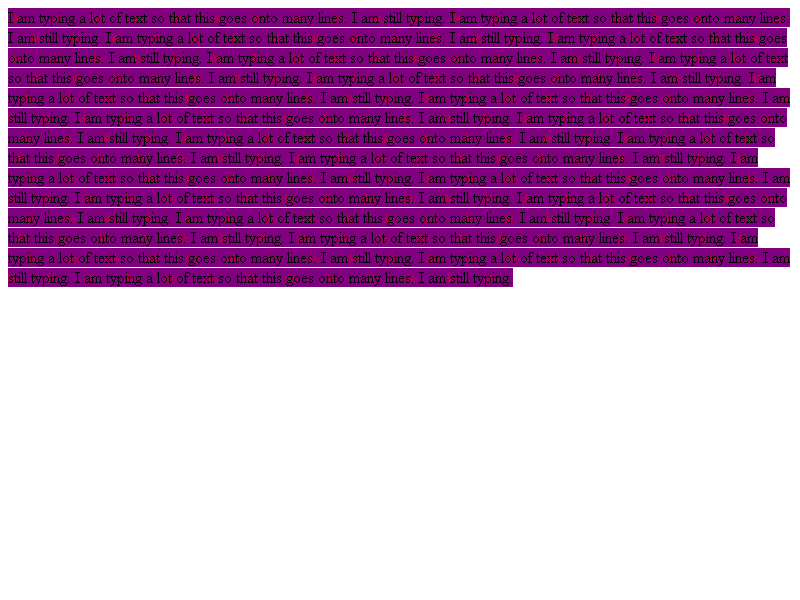 I am typing a lot of text so that this goes onto many lines. I am still typing. I am typing a lot of text so that this goes onto many lines.
I am still typing. I am typing a lot of text so that this goes onto many lines. I am still typing. I am typing a lot of text so that this goes
onto many lines. I am still typing. I am typing a lot of text so that this goes onto many lines. I am still typing. I am typing a lot of text
so that this goes onto many lines. I am still typing. I am typing a lot of text so that this goes onto many lines. I am still typing. I am
typing a lot of text so that this goes onto many lines. I am still typing. I am typing a lot of text so that this goes onto many lines. I am
still typing. I am typing a lot of text so that this goes onto many lines. I am still typing. I am typing a lot of text so that this goes onto
many lines. I am still typing. I am typing a lot of text so that this goes onto many lines. I am still typing. I am typing a lot of text so
that this goes onto many lines. I am still typing. I am typing a lot of text so that this goes onto many lines. I am still typing. I am
typing a lot of text so that this goes onto many lines. I am still typing. I am typing a lot of text so that this goes onto many lines. I am
still typing. I am typing a lot of text so that this goes onto many lines. I am still typing. I am typing a lot of text so that this goes onto
many lines. I am still typing. I am typing a lot of text so that this goes onto many lines. I am still typing. I am typing a lot of text so
that this goes onto many lines. I am still typing. I am typing a lot of text so that this goes onto many lines. I am still typing. I am
typing a lot of text so that this goes onto many lines. I am still typing. I am typing a lot of text so that this goes onto many lines. I am
still typing. I am typing a lot of text so that this goes onto many lines. I am still typing.